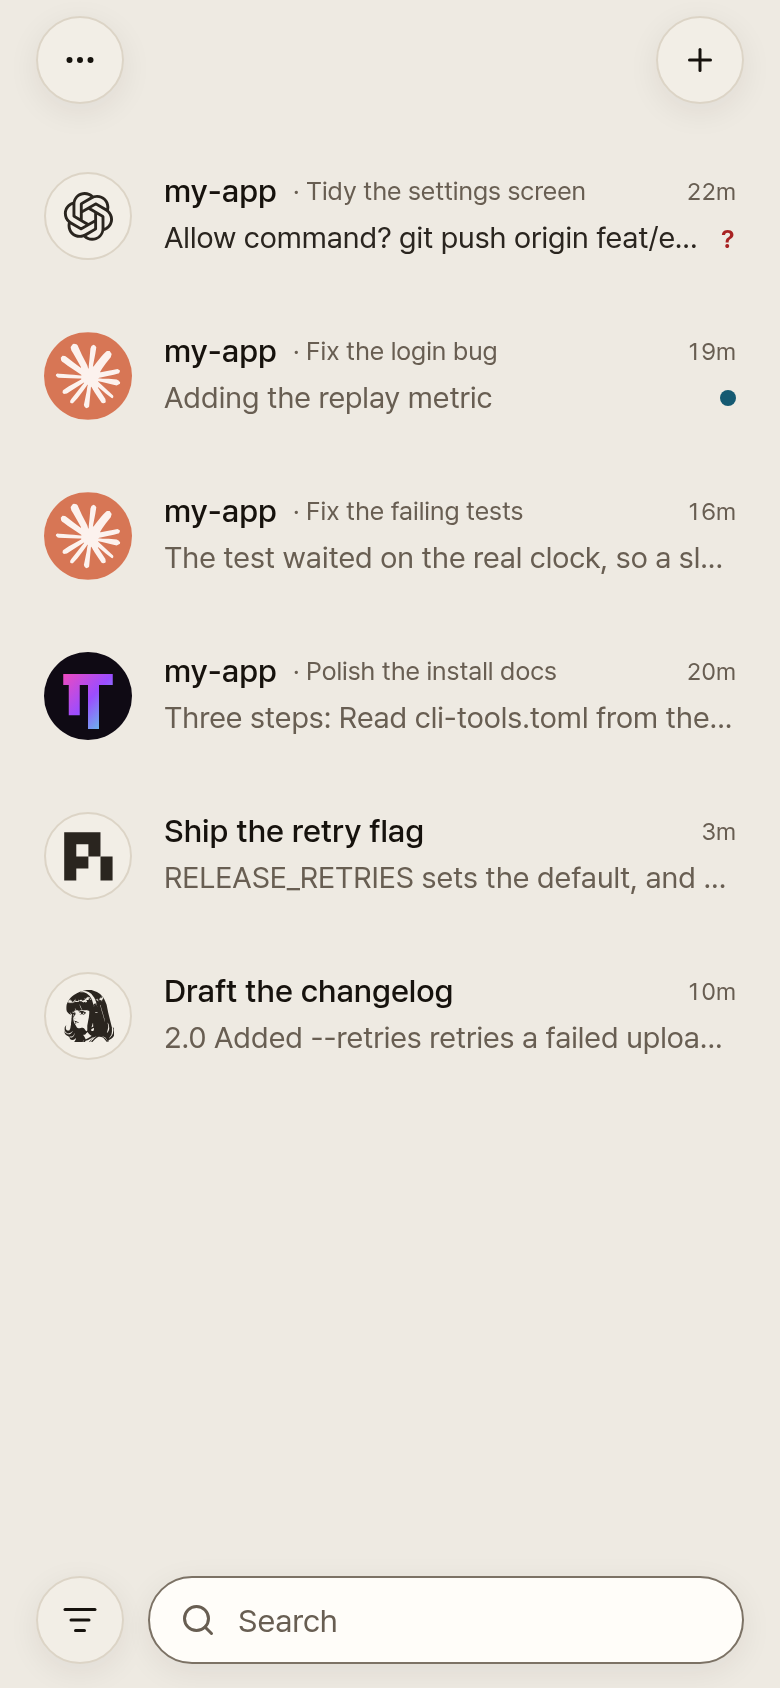 my-app · Tidy the settings screen 22m
Allow command? git push origin feat/e... ?
my-app · Fix the login bug 19m
Adding the replay metric
my-app · Fix the failing tests 16m
The test waited on the real clock, so a sl...
my-app · Polish the install docs 20m
Three steps: Read cli-tools.toml from the...
Ship the retry flag 3m
RELEASE_RETRIES sets the default, and ...
Draft the changelog 10m
2.0 Added --retries retries a failed uploa...
Search